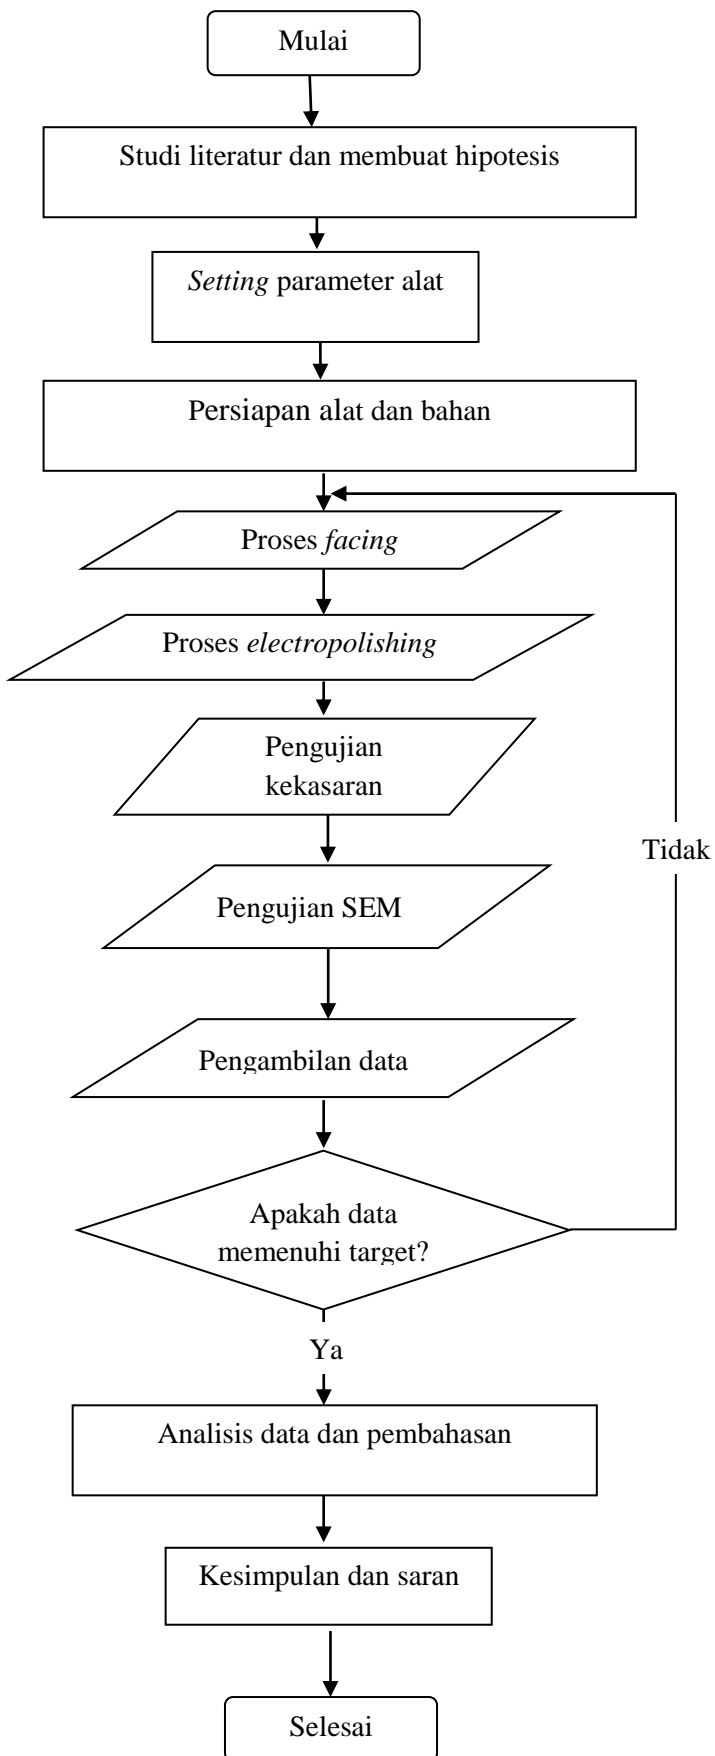 Mulai
Studi literatur dan membuat hipotesis
Setting parameter alat
Persiapan alat dan bahan
Proses facing
Proses electropolishing
Pengujian
kekasaran
Tidak
Pengujian SEM
Pengambilan data
Apakah data
memenuhi target?
Ya
Analisis data dan pembahasan
Kesimpulan dan saran
Selesai